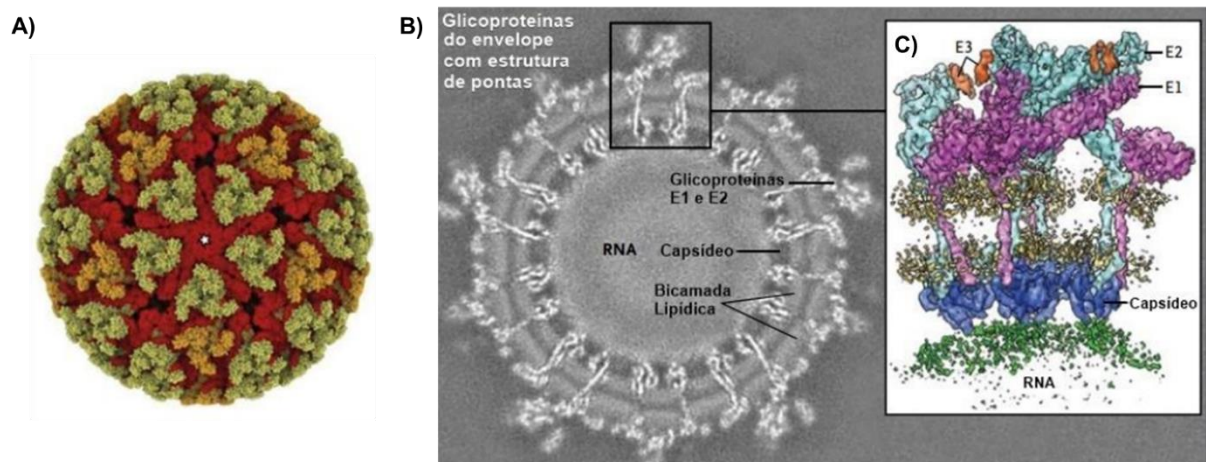 A)
B)
Glicoproteínas
do envelope
com estrutura
de pontas
Glicoproteínas
E1 e E2
RNA
Capsídeo
Bicamada
Lipídica
C)
E3
E2
E1
Capsídeo
RNA